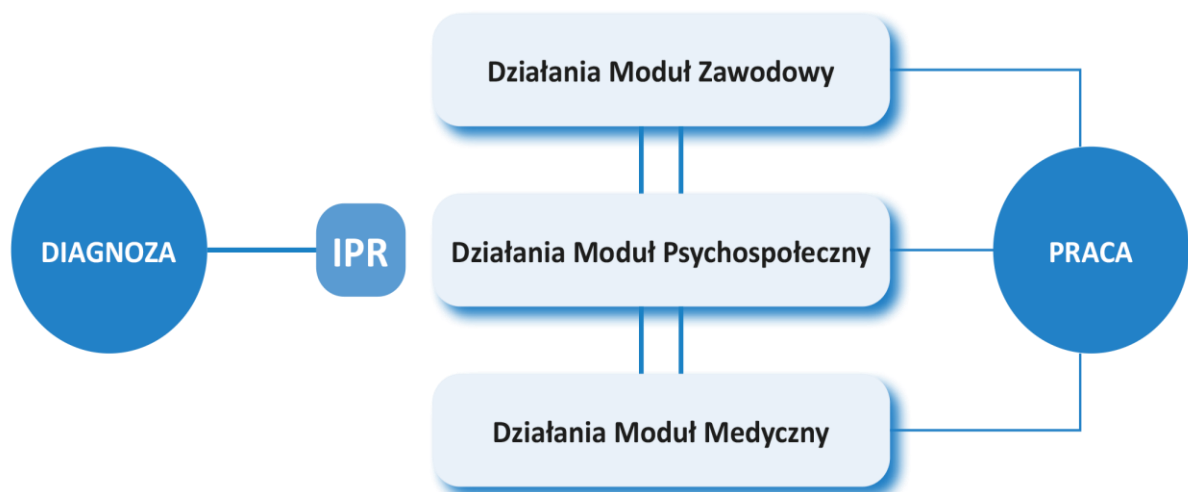 Działania Moduł Zawodowy
DIAGNOZA
IPR
Działania Moduł Psychospołeczny
PRACA
Działania Moduł Medyczny